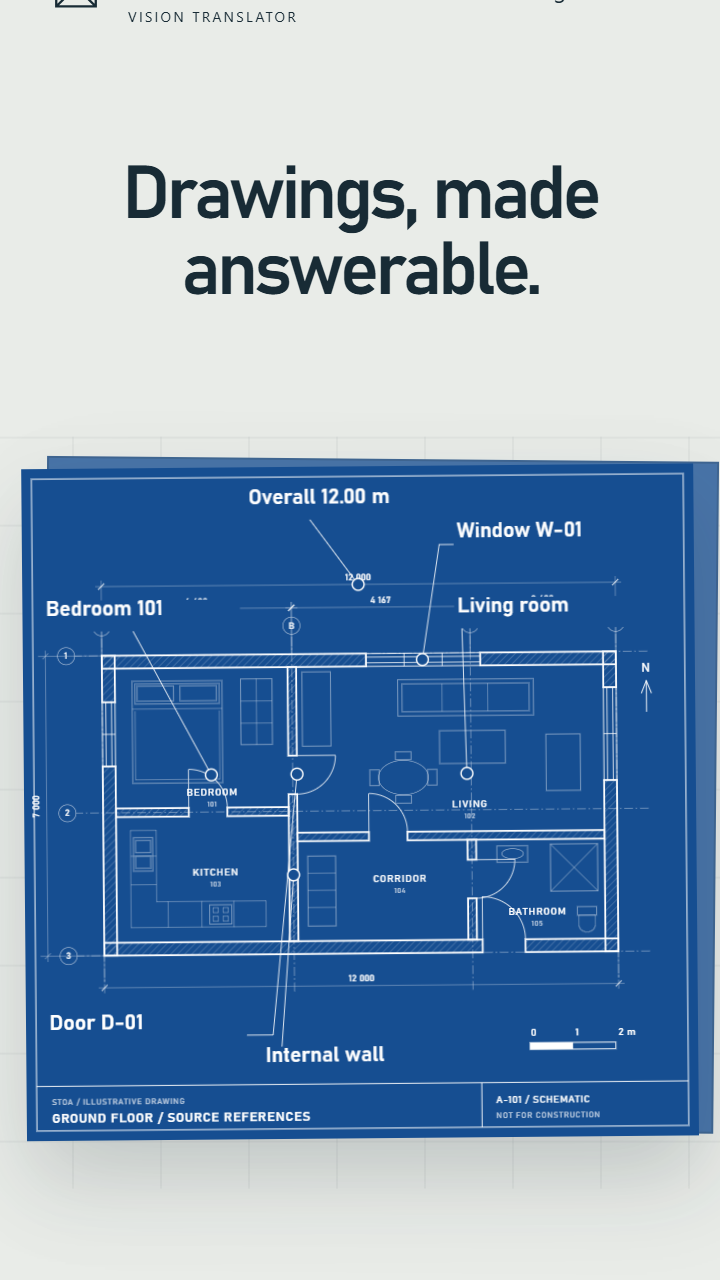 VISION TRANSLATOR
Drawings, made
answerable.
Overall 12.00 m
Window W-01
12 000
Bedroom 101
4 167
Living room
B
1
N
BEDROOM
101
LIVING
102
7 000
2
KITCHEN
103
CORRIDOR
104
BATHROOM
105
3
12 000
Door D-01
0 1 2 m
Internal wall
STOA / ILLUSTRATIVE DRAWING
GROUND FLOOR / SOURCE REFERENCES
A-101 / SCHEMATIC
NOT FOR CONSTRUCTION